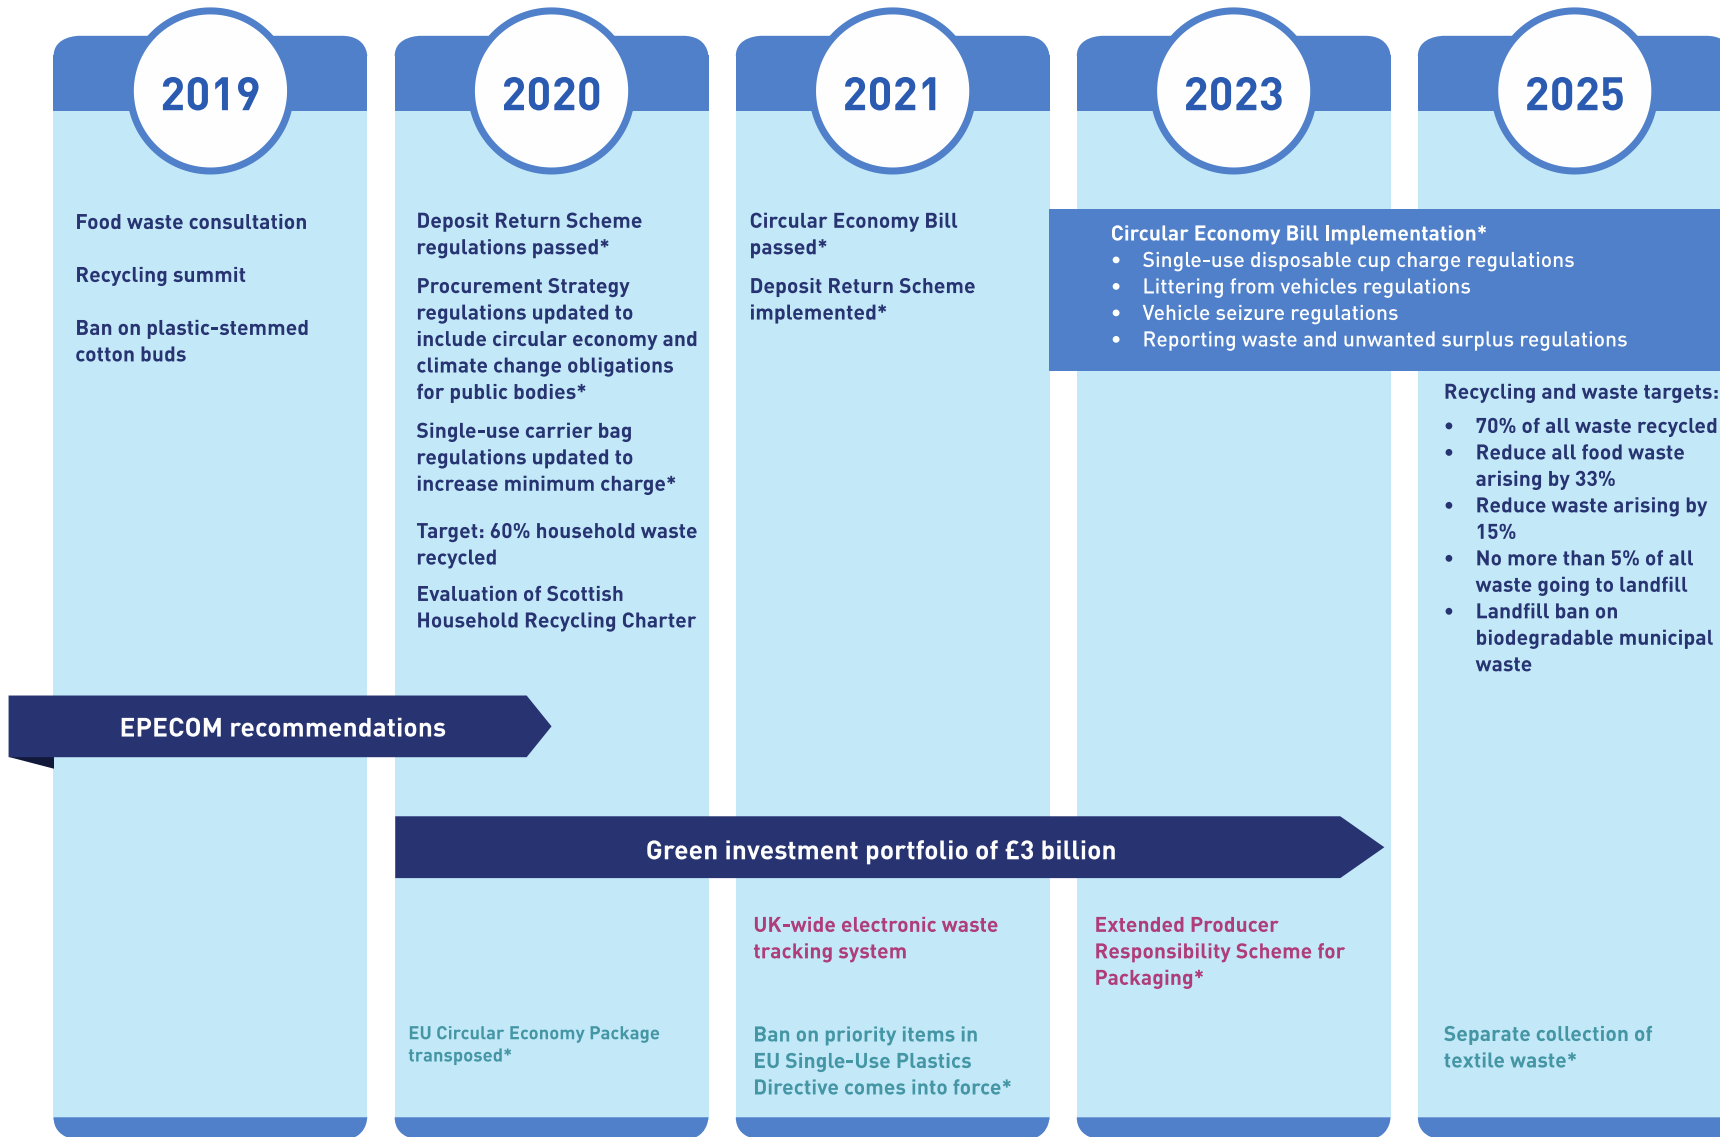 2019
Food waste consultation
Recycling summit
Ban on plastic-stemmed
cotton buds
2020
Deposit Return Scheme
regulations passed*
Procurement Strategy
regulations updated to
include circular economy and
climate change obligations
for public bodies*
Single-use carrier bag
regulations updated to
increase minimum charge*
Target: 60% household waste
recycled
Evaluation of Scottish
Household Recycling Charter
2021
Circular Economy Bill
passed*
Deposit Return Scheme
implemented*
2023
2025
Circular Economy Bill Implementation*
• Single-use disposable cup charge regulations
• Littering from vehicles regulations
• Vehicle seizure regulations
• Reporting waste and unwanted surplus regulations
Recycling and waste targets:
• 70% of all waste recycled
• Reduce all food waste
arising by 33%
• Reduce waste arising by
15%
• No more than 5% of all
waste going to landfill
• Landfill ban on
biodegradable municipal
waste
EPECOM recommendations
Green investment portfolio of £3 billion
UK-wide electronic waste
tracking system
Extended Producer
Responsibility Scheme for
Packaging*
EU Circular Economy Package
transposed*
Ban on priority items in
EU Single-Use Plastics
Directive comes into force*
Separate collection of
textile waste*